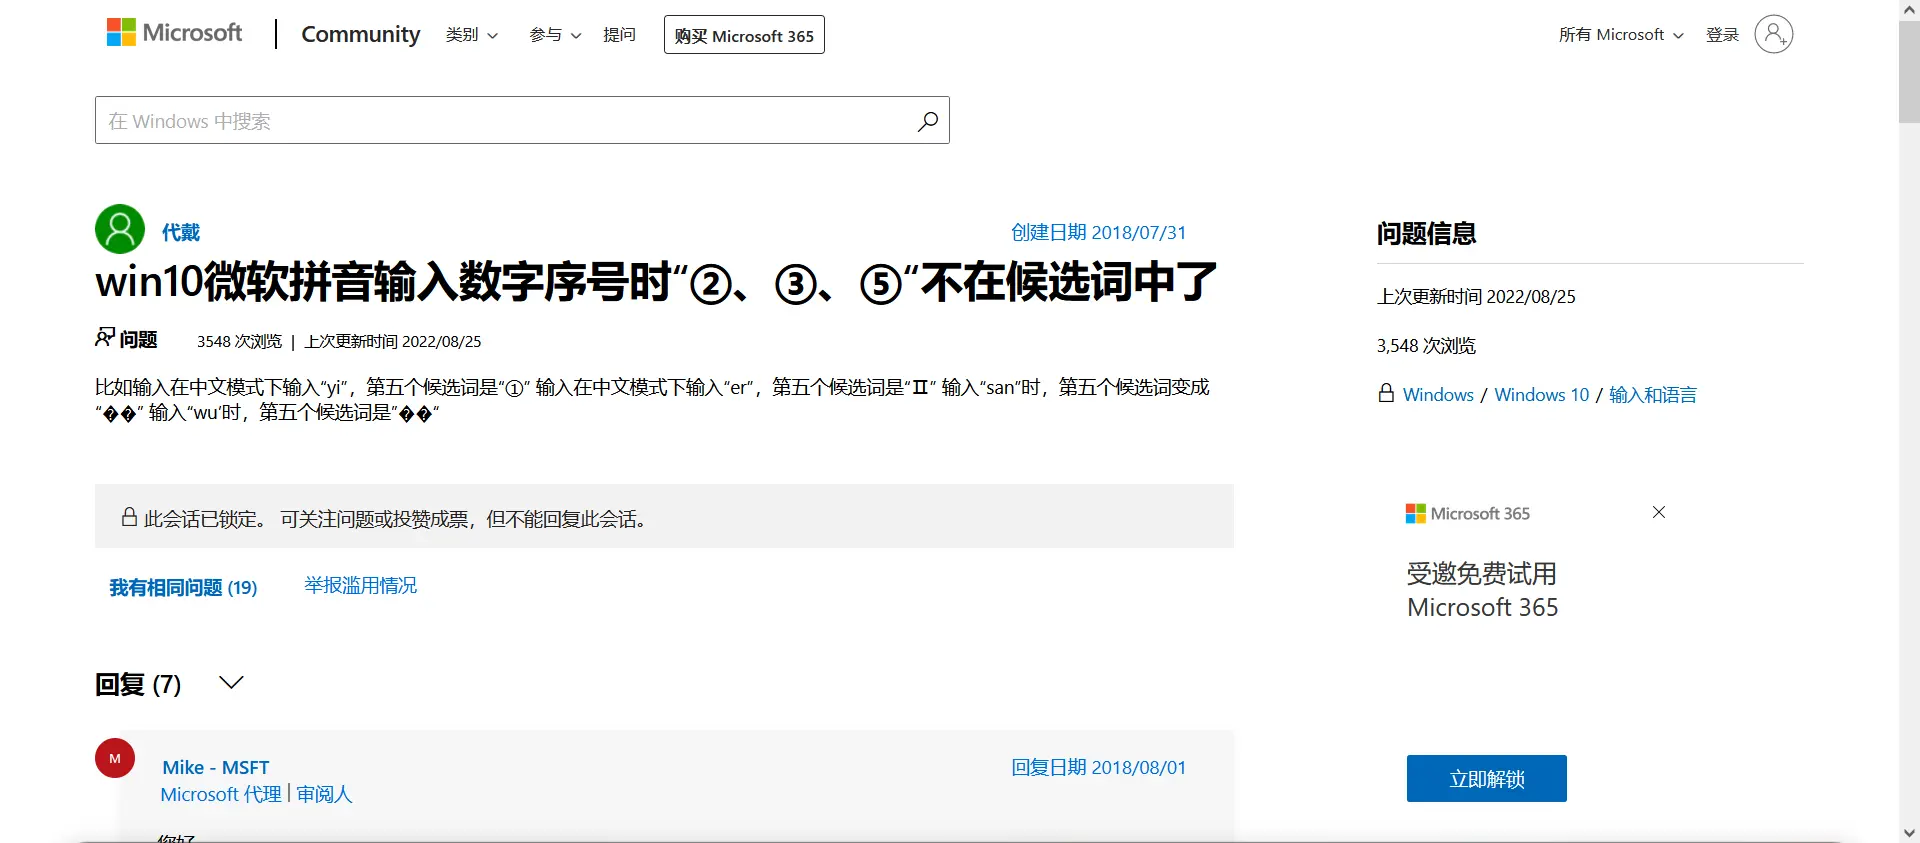 Microsoft Community 类别 参与 提问 购买 Microsoft 365 所有 Microsoft 登录
在 Windows 中搜索
代戴 创建日期 2018/07/31
win10微软拼音输入数字序号时“②、③、⑤“不在候选词中了
问题 3548 次浏览 | 上次更新时间 2022/08/25
比如输入在中文模式下输入“yi”，第五个候选词是“①” 输入在中文模式下输入“er”，第五个候选词是“Ⅱ” 输入“san”时，第五个候选词变成
“��” 输入“wu‘时，第五个候选词是”��“
此会话已锁定。 可关注问题或投赞成票，但不能回复此会话。
我有相同问题 (19) 举报滥用情况
回复 (7)
M
Mike - MSFT 回复日期 2018/08/01
Microsoft 代理 | 审阅人
您好
问题信息
上次更新时间 2022/08/25
3,548 次浏览
Windows / Windows 10 / 输入和语言
Microsoft 365
受邀免费试用
Microsoft 365
立即解锁